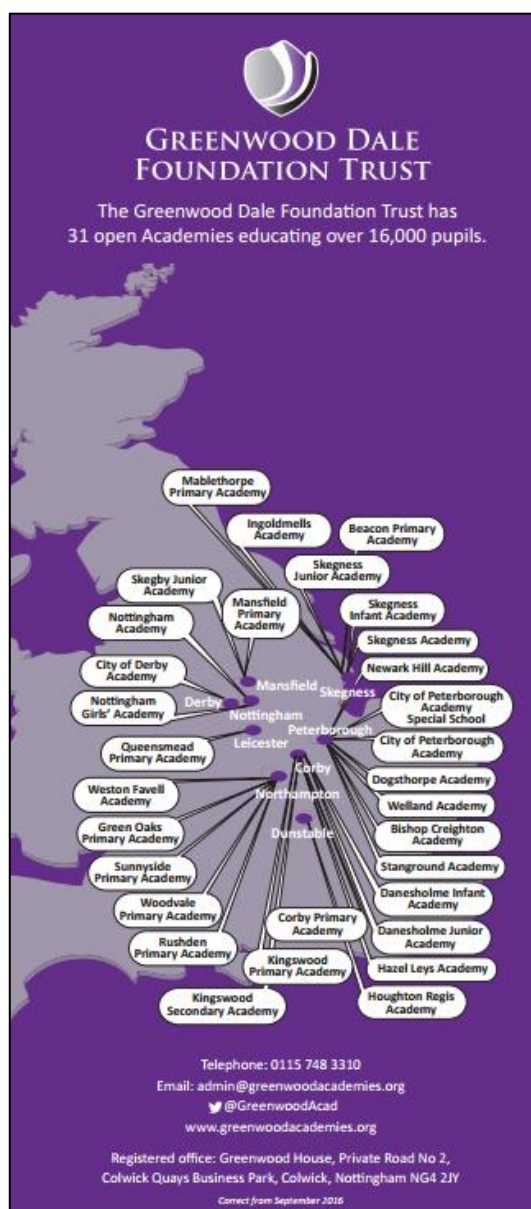 GREENWOOD DALE
FOUNDATION TRUST
The Greenwood Dale Foundation Trust has
31 open Academies educating over 16,000 pupils.
Mablethorpe
Primary Academy
Ingoldmells
Academy
Beacon Primary
Academy
Skegness
Junior Academy
Skegby Junior
Academy
Mansfield
Primary
Academy
Skegness
Infant Academy
Nottingham
Academy
Skegness Academy
City of Derby
Academy
Newark Hill Academy
Mansfield
Skegness
Nottingham
Girls' Academy
Derby
Nottingham
City of Peterborough
Academy
Special School
Peterborough
Queensmead
Primary Academy
Leicester
City of Peterborough
Academy
Corby
Dogsthorpe Academy
Weston Favell
Academy
Northampton
Welland Academy
Green Oaks
Primary Academy
Dunstable
Bishop Creighton
Academy
Sunnyside
Primary Academy
Stanground Academy
Woodvale
Primary Academy
Danesholme Infant
Academy
Corby Primary
Academy
Danesholme Junior
Academy
Rushden
Primary Academy
Kingswood
Primary Academy
Hazel Leys Academy
Kingswood
Secondary Academy
Houghton Regis
Academy
Telephone: 0115 748 3310
Email: admin@greenwoodacademies.org
@GreenwoodAcad
www.greenwoodacademies.org
Registered office: Greenwood House, Private Road No 2,
Colwick Quays Business Park, Colwick, Nottingham NG4 2JY
Correct from September 2016